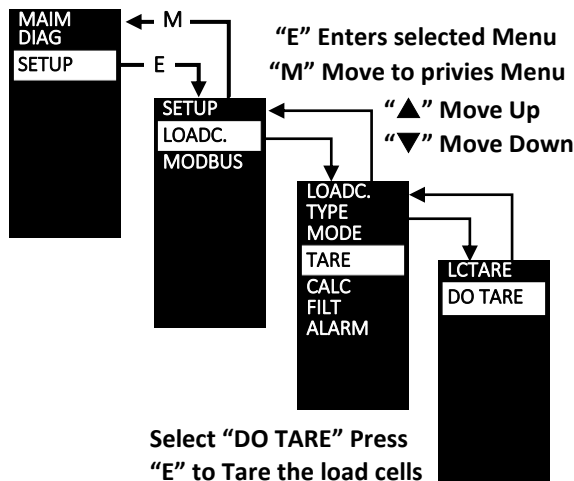 MAIM
DIAG
SETUP
M
E
“E” Enters selected Menu
“M” Move to privies Menu
“▲” Move Up
“▼” Move Down
SETUP
LOADC.
MODBUS
LOADC.
TYPE
MODE
TARE
CALC
FILT
ALARM
LCTARE
DO TARE
Select “DO TARE” Press
“E” to Tare the load cells